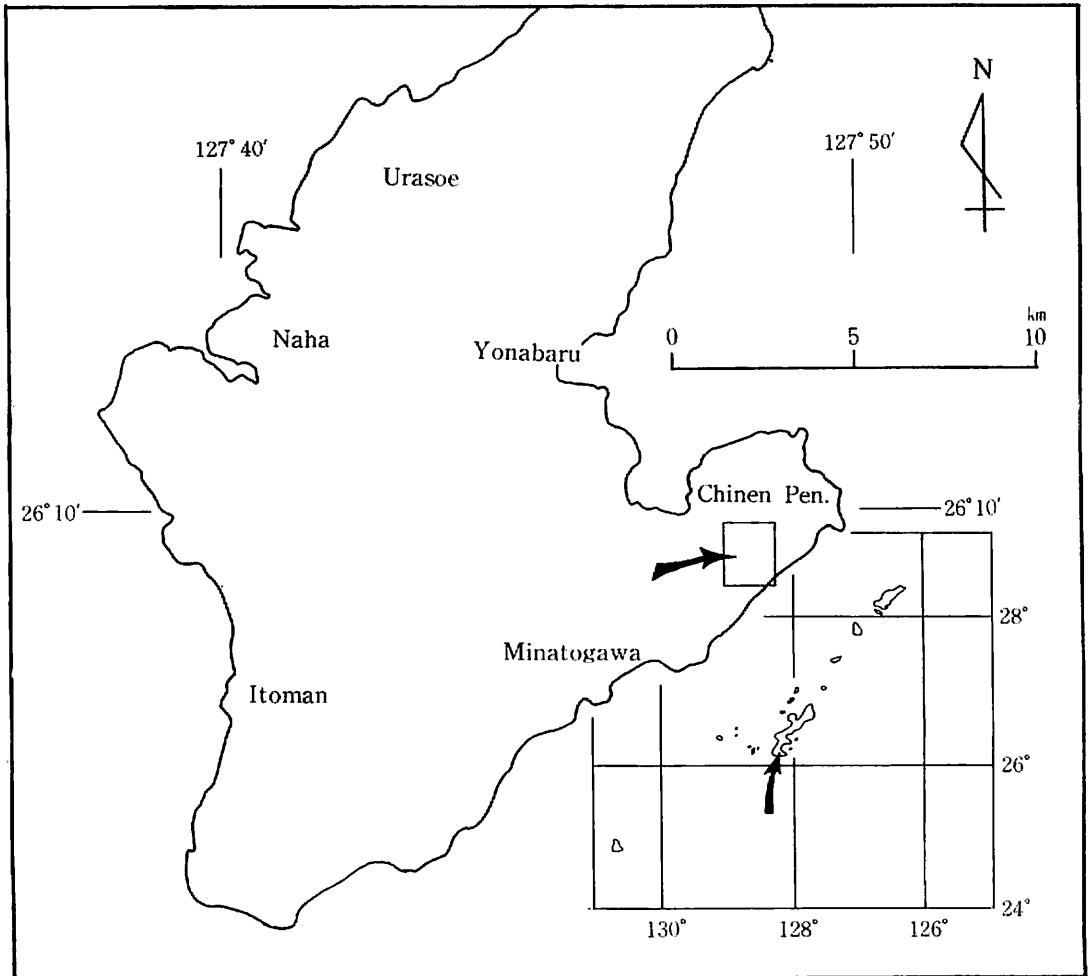 N
127° 40′
127° 50′
Urasoe
km
0 5 10
Naha
Yonabaru
Chinen Pen.
26° 10′
26° 10′
28°
Minatogawa
Itoman
26°
24°
130° 128° 126°